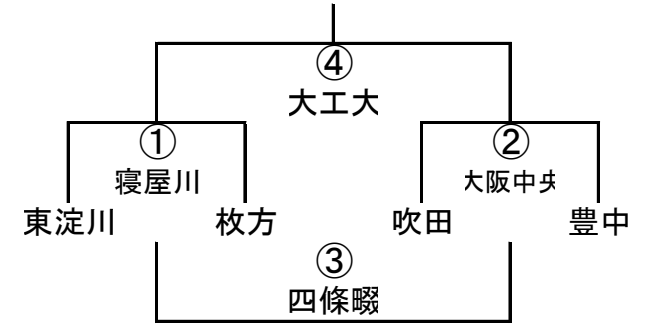 ④
大工大
①
②
寝屋川
大阪中央
東淀川
枚方
吹田
豊中
③
四條畷